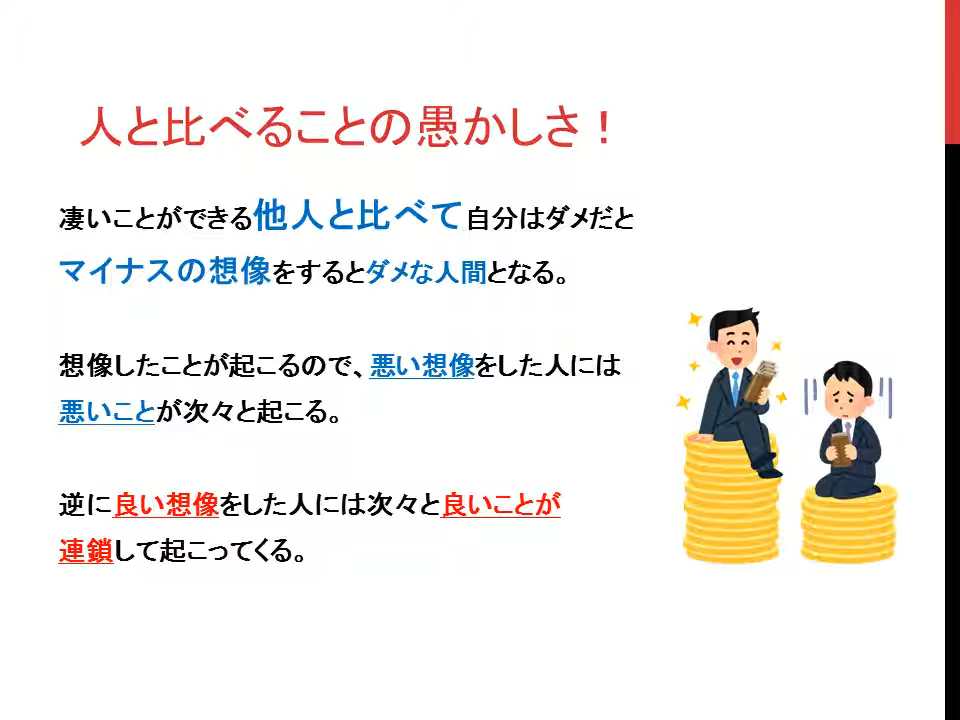 人と比べることの愚かしさ！
凄いことができる他人と比べて自分はダメだと
マイナスの想像をするとダメな人間となる。
想像したことが起こるので、悪い想像をした人には
悪いことが次々と起こる。
逆に良い想像をした人には次々と良いことが
連鎖して起こってくる。